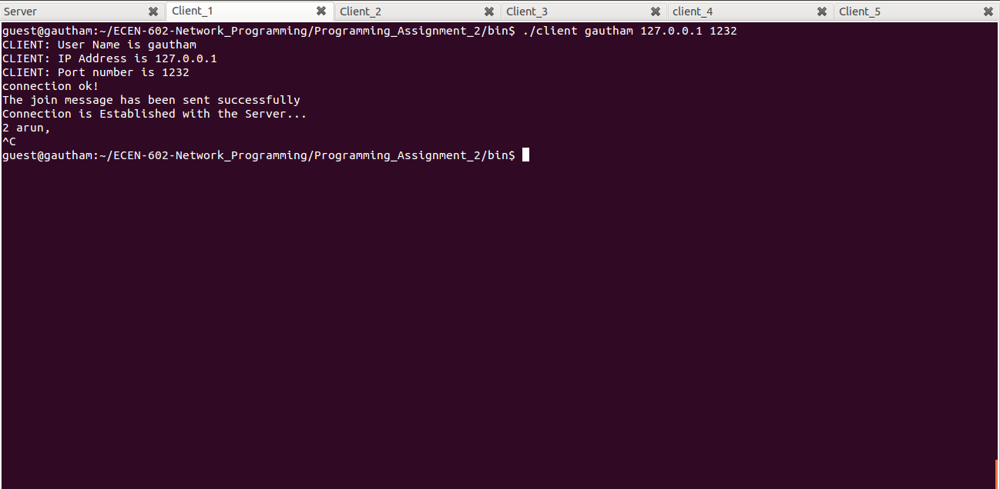 Server Client_1 Client_2 Client_3 client_4 Client_5
guest@gautham:~/ECEN-602-Network_Programming/Programming_Assignment_2/bin$ ./client gautham 127.0.0.1 1232
CLIENT: User Name is gautham
CLIENT: IP Address is 127.0.0.1
CLIENT: Port number is 1232
connection ok!
The join message has been sent successfully
Connection is Established with the Server...
2 arun,
^C
guest@gautham:~/ECEN-602-Network_Programming/Programming_Assignment_2/bin$